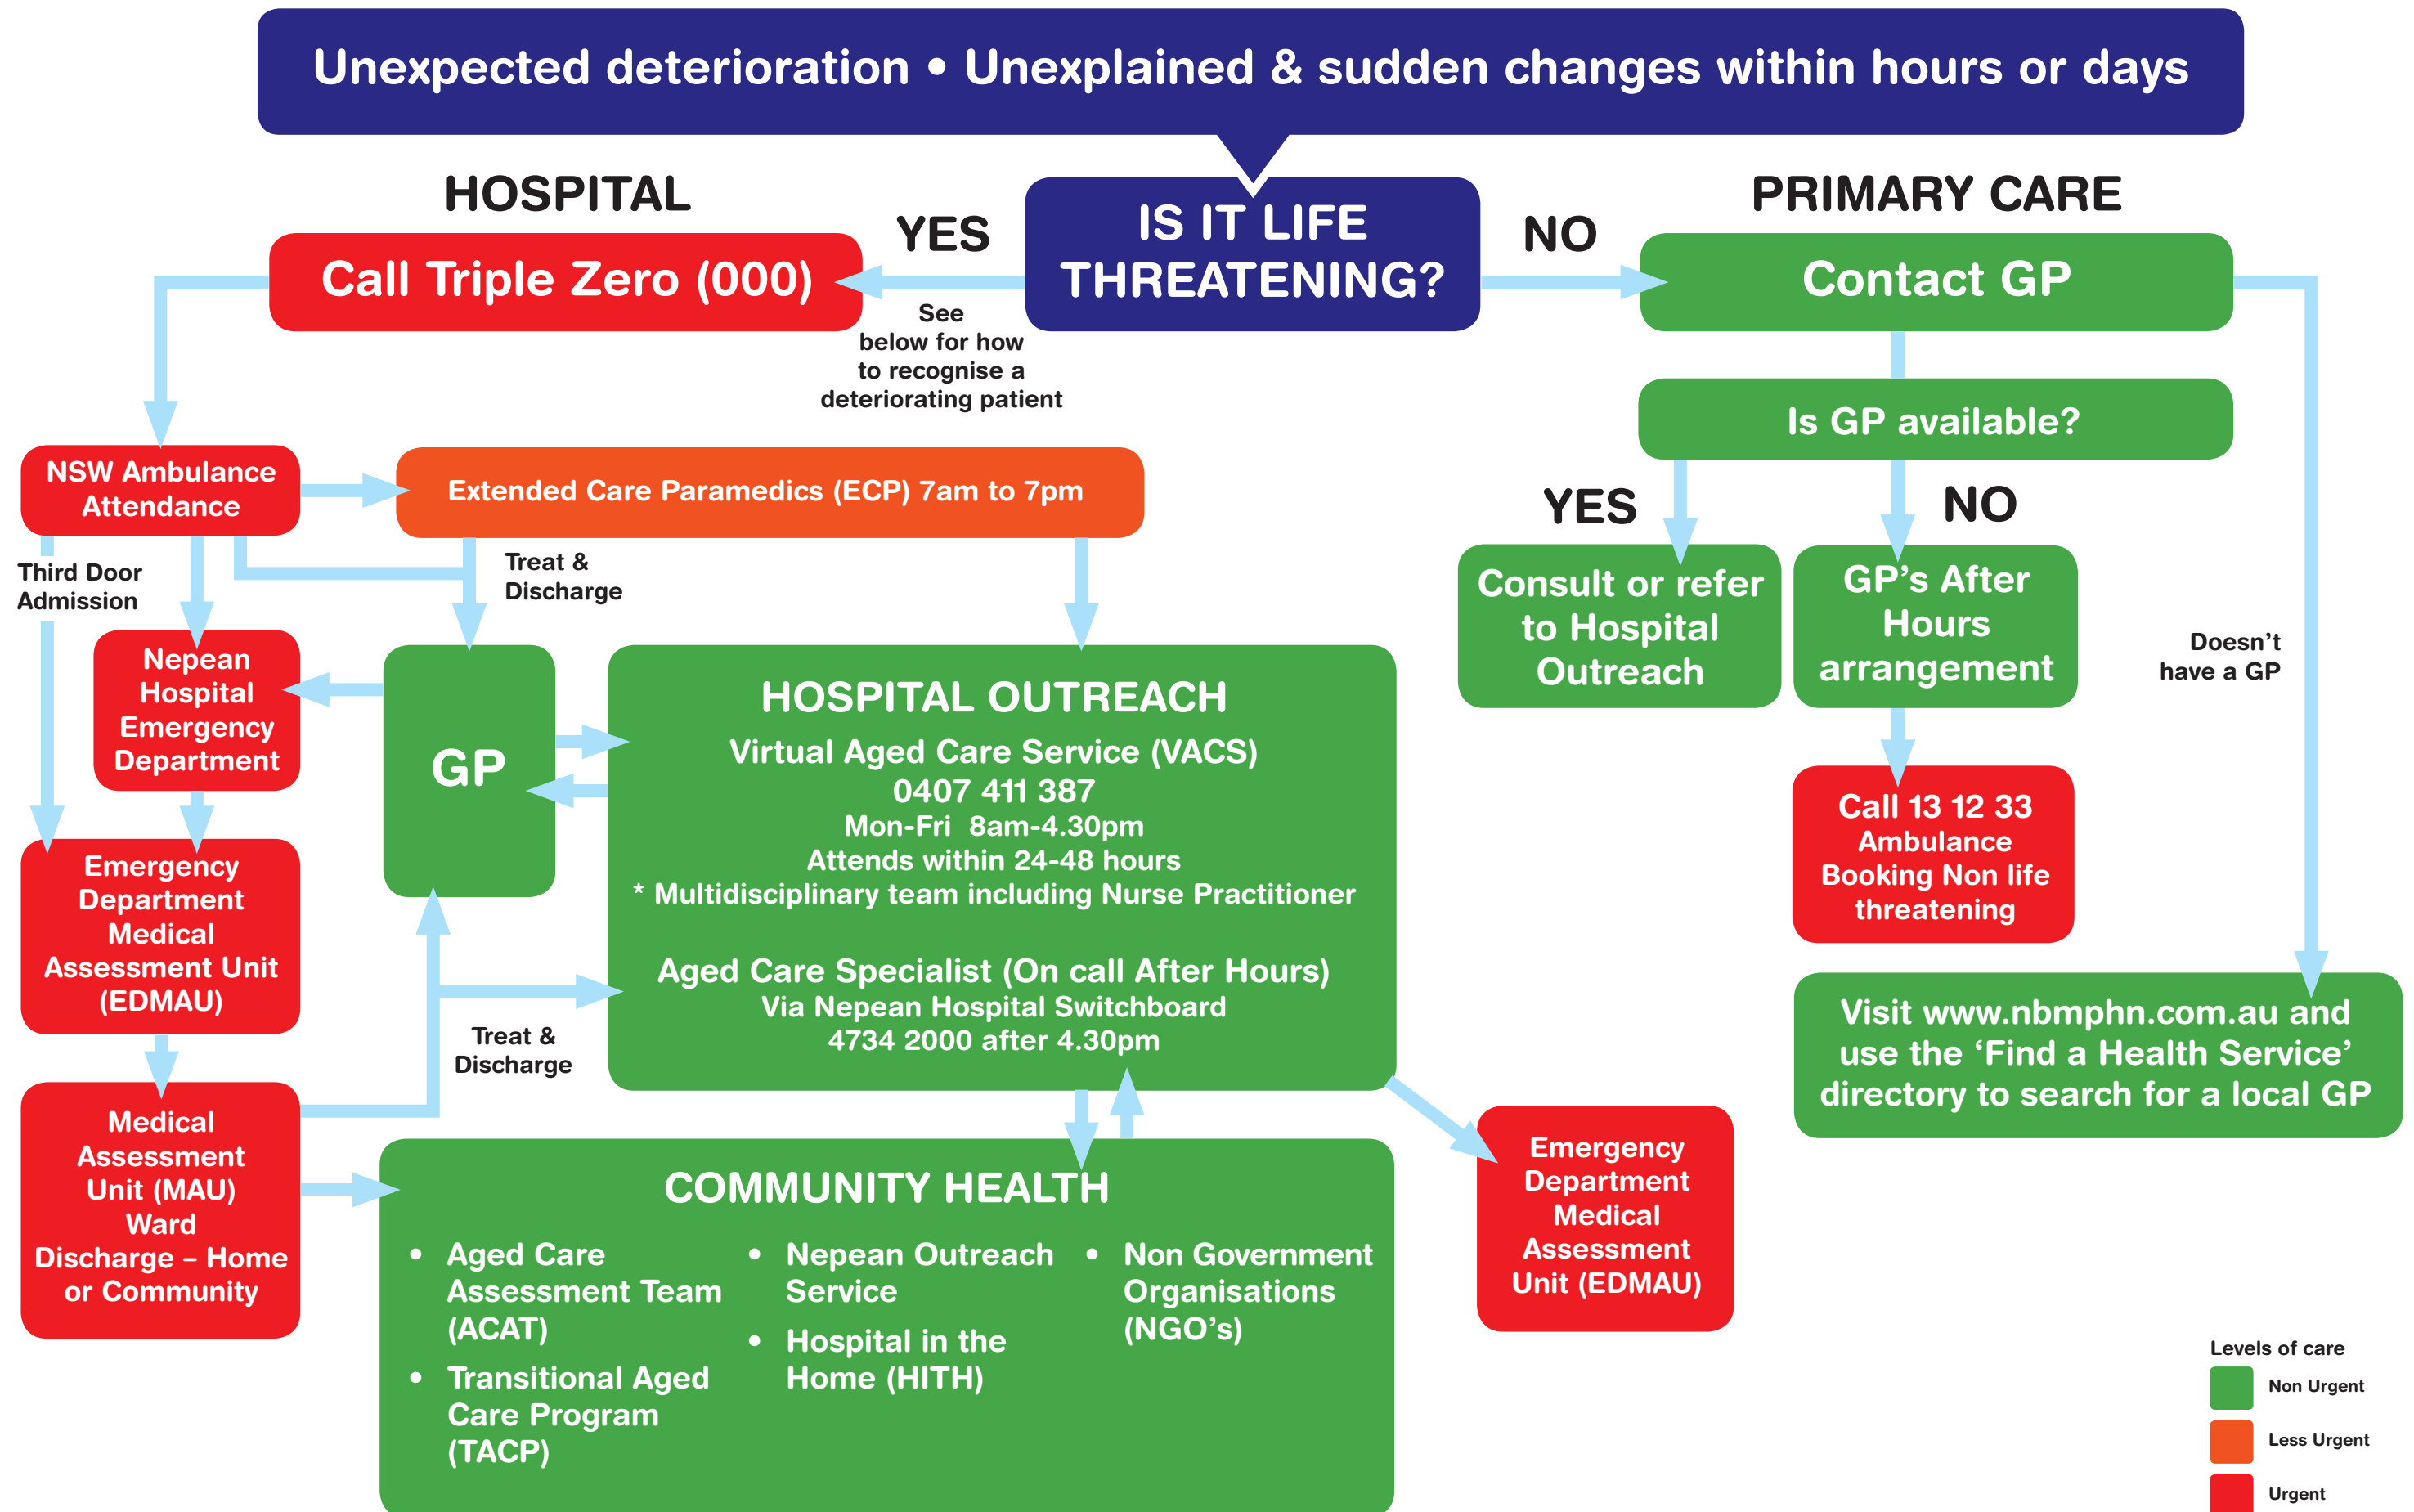 Unexpected deterioration • Unexplained & sudden changes within hours or days
HOSPITAL
PRIMARY CARE
YES
IS IT LIFE
THREATENING?
NO
Call Triple Zero (000)
Contact GP
See
below for how
to recognise a
deteriorating patient
Is GP available?
NSW Ambulance
Attendance
Extended Care Paramedics (ECP) 7am to 7pm
YES
NO
Third Door
Admission
Treat &
Discharge
Consult or refer
to Hospital
Outreach
GP’s After
Hours
arrangement
Doesn’t
have a GP
Nepean
Hospital
Emergency
Department
GP
HOSPITAL OUTREACH
Virtual Aged Care Service (VACS)
0407 411 387
Mon-Fri  8am-4.30pm
Attends within 24-48 hours
* Multidisciplinary team including Nurse Practitioner
Aged Care Specialist (On call After Hours)
Via Nepean Hospital Switchboard
4734 2000 after 4.30pm
Call 13 12 33
Ambulance
Booking Non life
threatening
Emergency
Department
Medical
Assessment Unit
(EDMAU)
Treat &
Discharge
Visit www.nbmphn.com.au and
use the ‘Find a Health Service’
directory to search for a local GP
Medical
Assessment
Unit (MAU)
Ward
Discharge – Home
or Community
COMMUNITY HEALTH
• Aged Care
Assessment Team
(ACAT)
• Transitional Aged
Care Program
(TACP)
• Nepean Outreach
Service
• Hospital in the
Home (HITH)
• Non Government
Organisations
(NGO’s)
Emergency
Department
Medical
Assessment
Unit (EDMAU)
Levels of care
Non Urgent
Less Urgent
Urgent